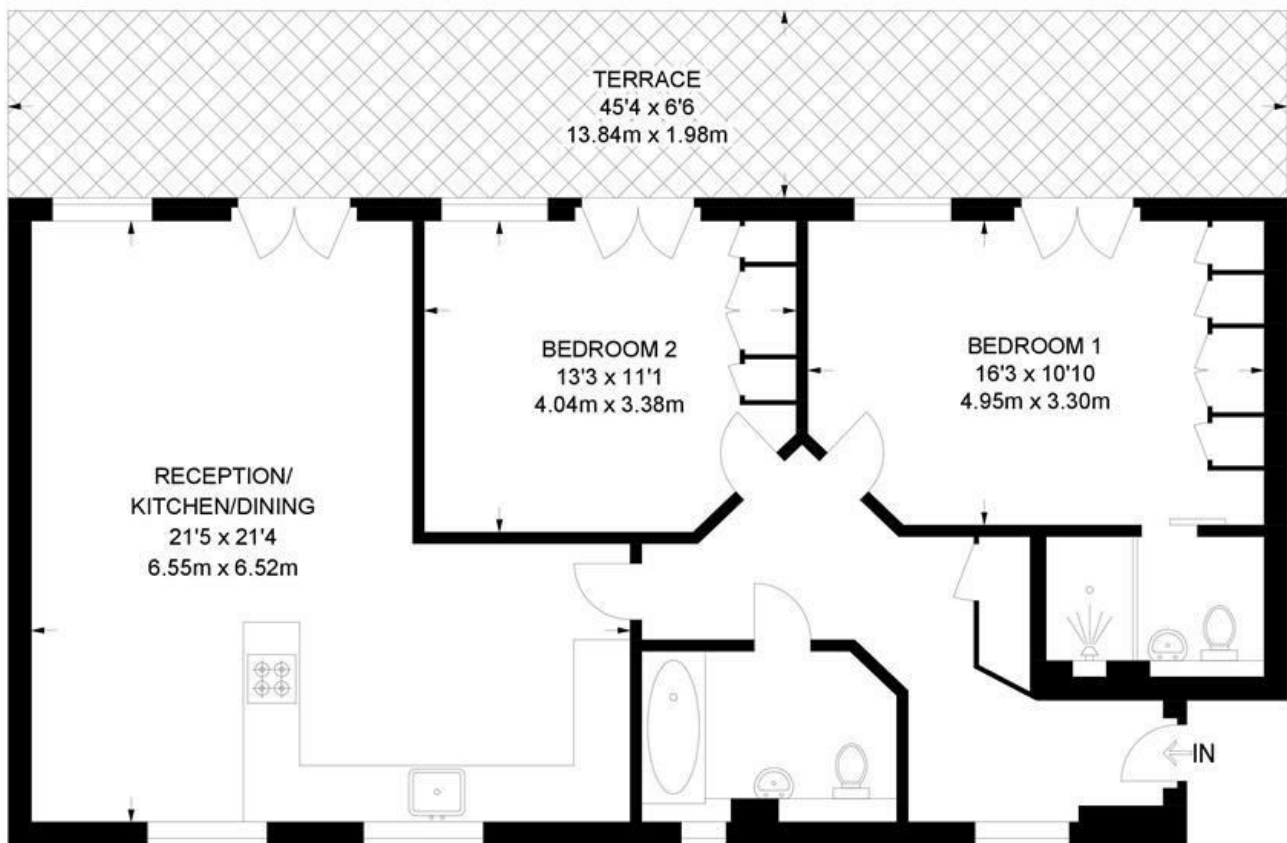 TERRACE
45'4 x 6'6
13.84m x 1.98m
BEDROOM 2
13'3 x 11'1
4.04m x 3.38m
BEDROOM 1
16'3 x 10'10
4.95m x 3.30m
RECEPTION/
KITCHEN/DINING
21'5 x 21'4
6.55m x 6.52m
IN